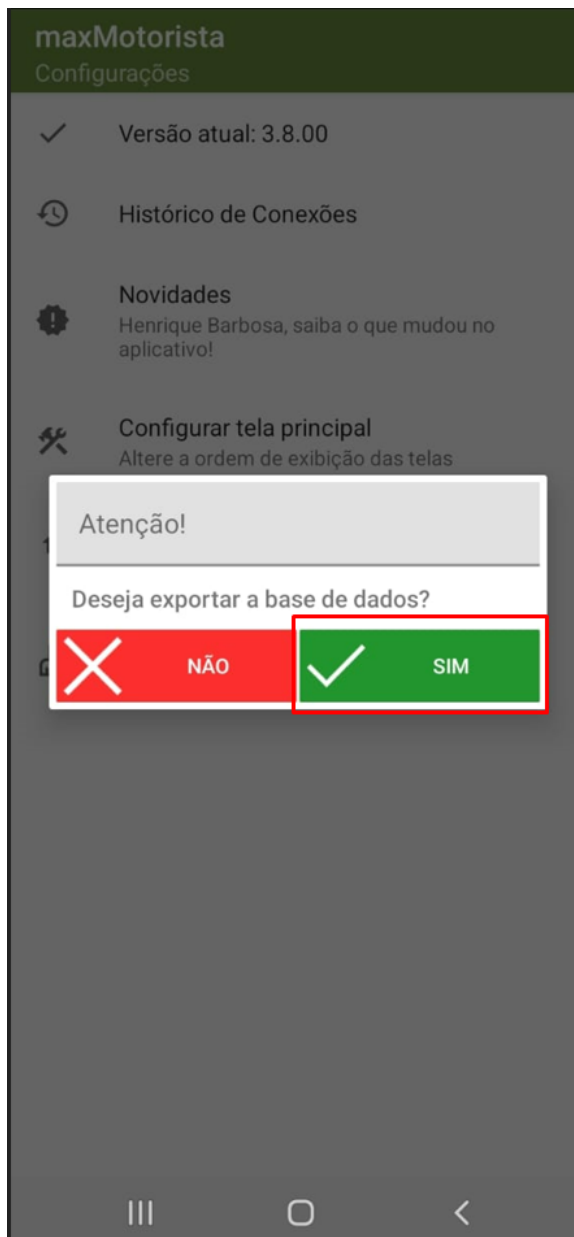 maxMotorista
Configurações
Versão atual: 3.8.00
Histórico de Conexões
Novidades
Henrique Barbosa, saiba o que mudou no
aplicativo!
Configurar tela principal
Altere a ordem de exibição das telas
Atenção!
Deseja exportar a base de dados?
NÃO
SIM